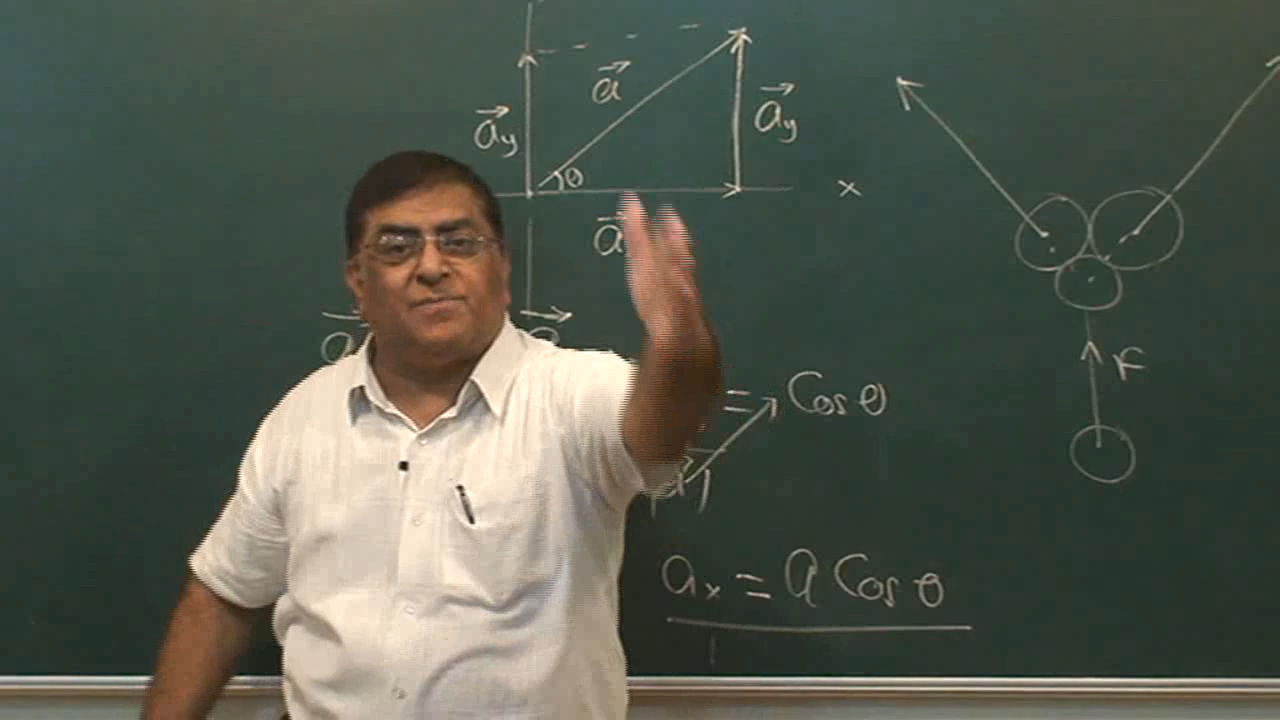 a⃗
a⃗y
a⃗y
θ
x
a⃗
F
= Cos θ
ax = a Cos θ